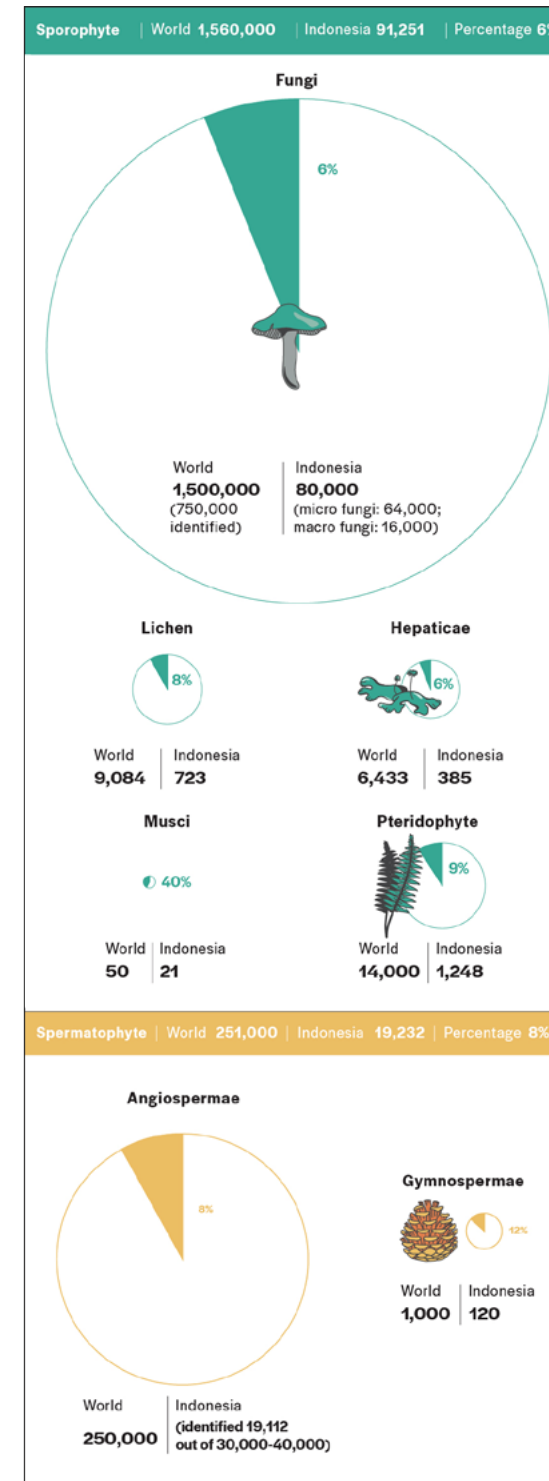 Sporophyte | World 1,560,000 | Indonesia 91,251 | Percentage 6%
Fungi
6%
World
1,500,000
(750,000
identified)
Indonesia
80,000
(micro fungi: 64,000;
macro fungi: 16,000)
Lichen
8%
World
9,084
Indonesia
723
Hepaticae
6%
World
6,433
Indonesia
385
Musci
40%
World
50
Indonesia
21
Pteridophyte
9%
World
14,000
Indonesia
1,248
Spermatophyte | World 251,000 | Indonesia 19,232 | Percentage 8%
Angiospermae
8%
World
250,000
Indonesia
(identified 19,112
out of 30,000-40,000)
Gymnospermae
12%
World
1,000
Indonesia
120